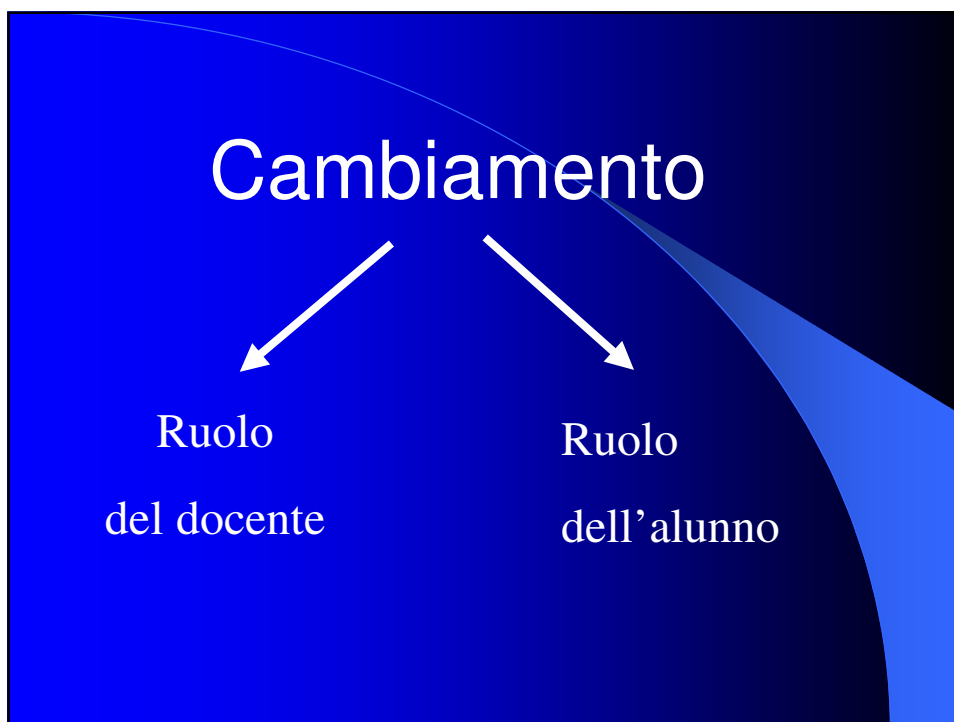 Cambiamento
Ruolo
del docente
Ruolo
dell’alunno